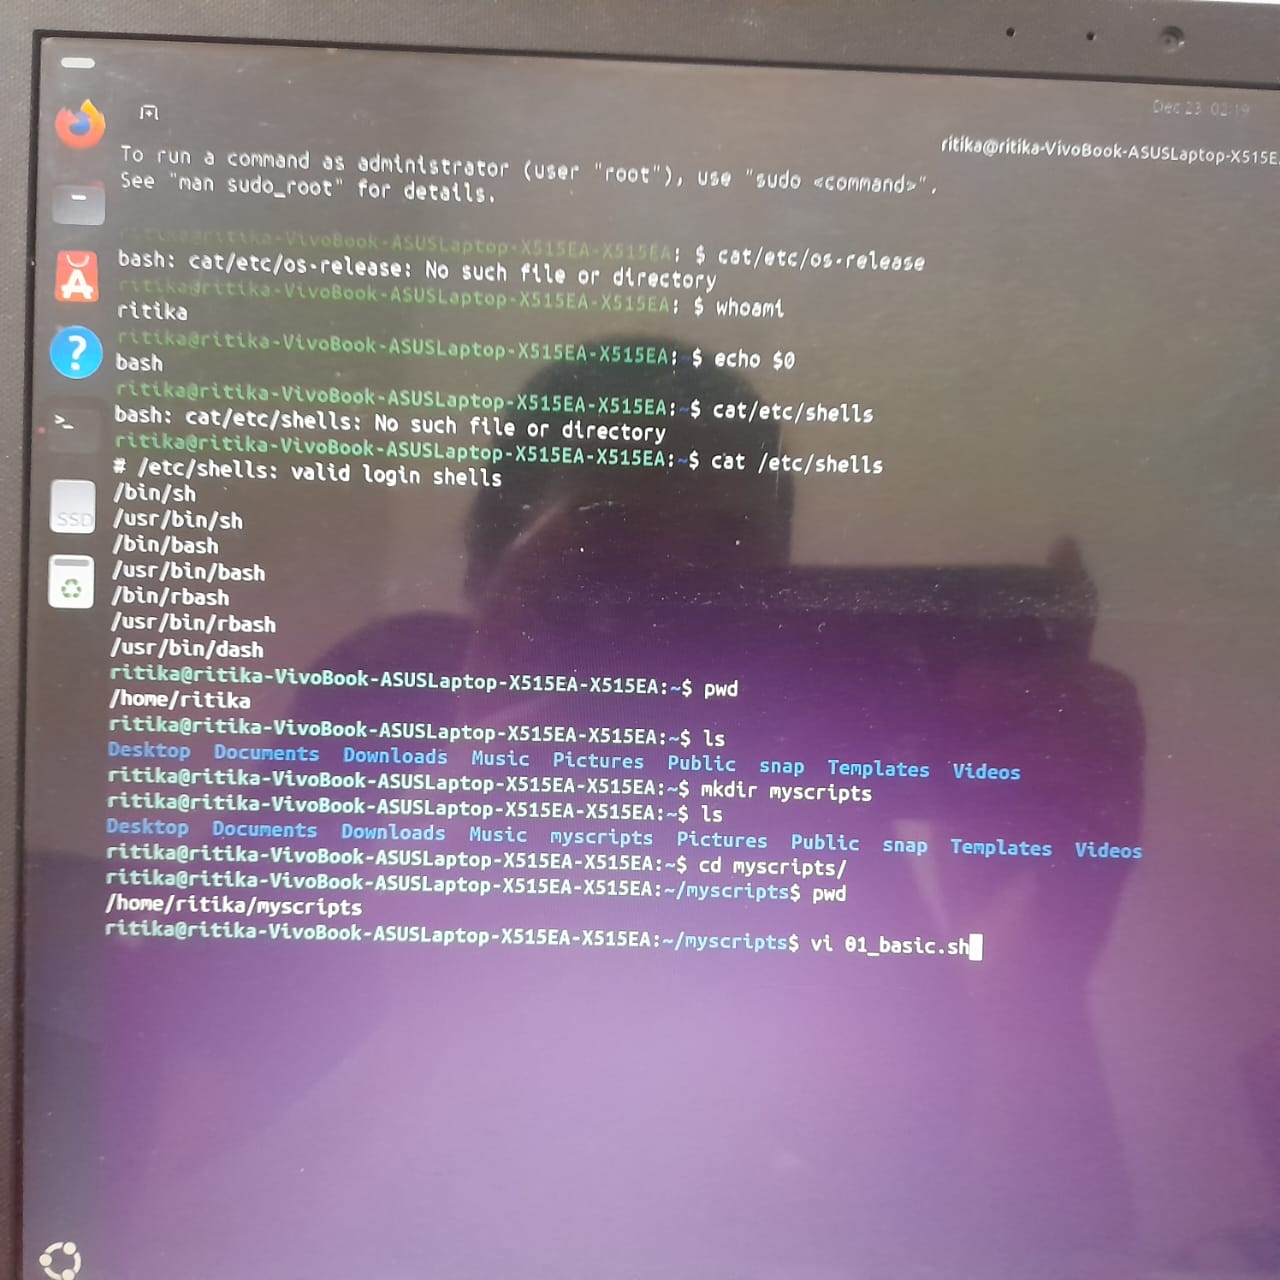 Dec 23 02:19
ritika@ritika-VivoBook-ASUSLaptop-X515E
To run a command as administrator (user "root"), use "sudo <command>".
See "man sudo_root" for details.
ritika@ritika-VivoBook-ASUSLaptop-X515EA-X515EA: $ cat/etc/os-release
bash: cat/etc/os-release: No such file or directory
ritika@ritika-VivoBook-ASUSLaptop-X515EA-X515EA: $ whoami
ritika
ritika@ritika-VivoBook-ASUSLaptop-X515EA-X515EA:~$ echo $0
bash
ritika@ritika-VivoBook-ASUSLaptop-X515EA-X515EA:~$ cat/etc/shells
bash: cat/etc/shells: No such file or directory
ritika@ritika-VivoBook-ASUSLaptop-X515EA-X515EA:~$ cat /etc/shells
# /etc/shells: valid login shells
/bin/sh
/usr/bin/sh
/bin/bash
/usr/bin/bash
/bin/rbash
/usr/bin/rbash
/usr/bin/dash
ritika@ritika-VivoBook-ASUSLaptop-X515EA-X515EA:~$ pwd
/home/ritika
ritika@ritika-VivoBook-ASUSLaptop-X515EA-X515EA:~$ ls
Desktop Documents Downloads Music Pictures Public snap Templates Videos
ritika@ritika-VivoBook-ASUSLaptop-X515EA-X515EA:~$ mkdir myscripts
ritika@ritika-VivoBook-ASUSLaptop-X515EA-X515EA:~$ ls
Desktop Documents Downloads Music myscripts Pictures Public snap Templates Videos
ritika@ritika-VivoBook-ASUSLaptop-X515EA-X515EA:~$ cd myscripts/
ritika@ritika-VivoBook-ASUSLaptop-X515EA-X515EA:~/myscripts$ pwd
/home/ritika/myscripts
ritika@ritika-VivoBook-ASUSLaptop-X515EA-X515EA:~/myscripts$ vi 01_basic.sh
SSD